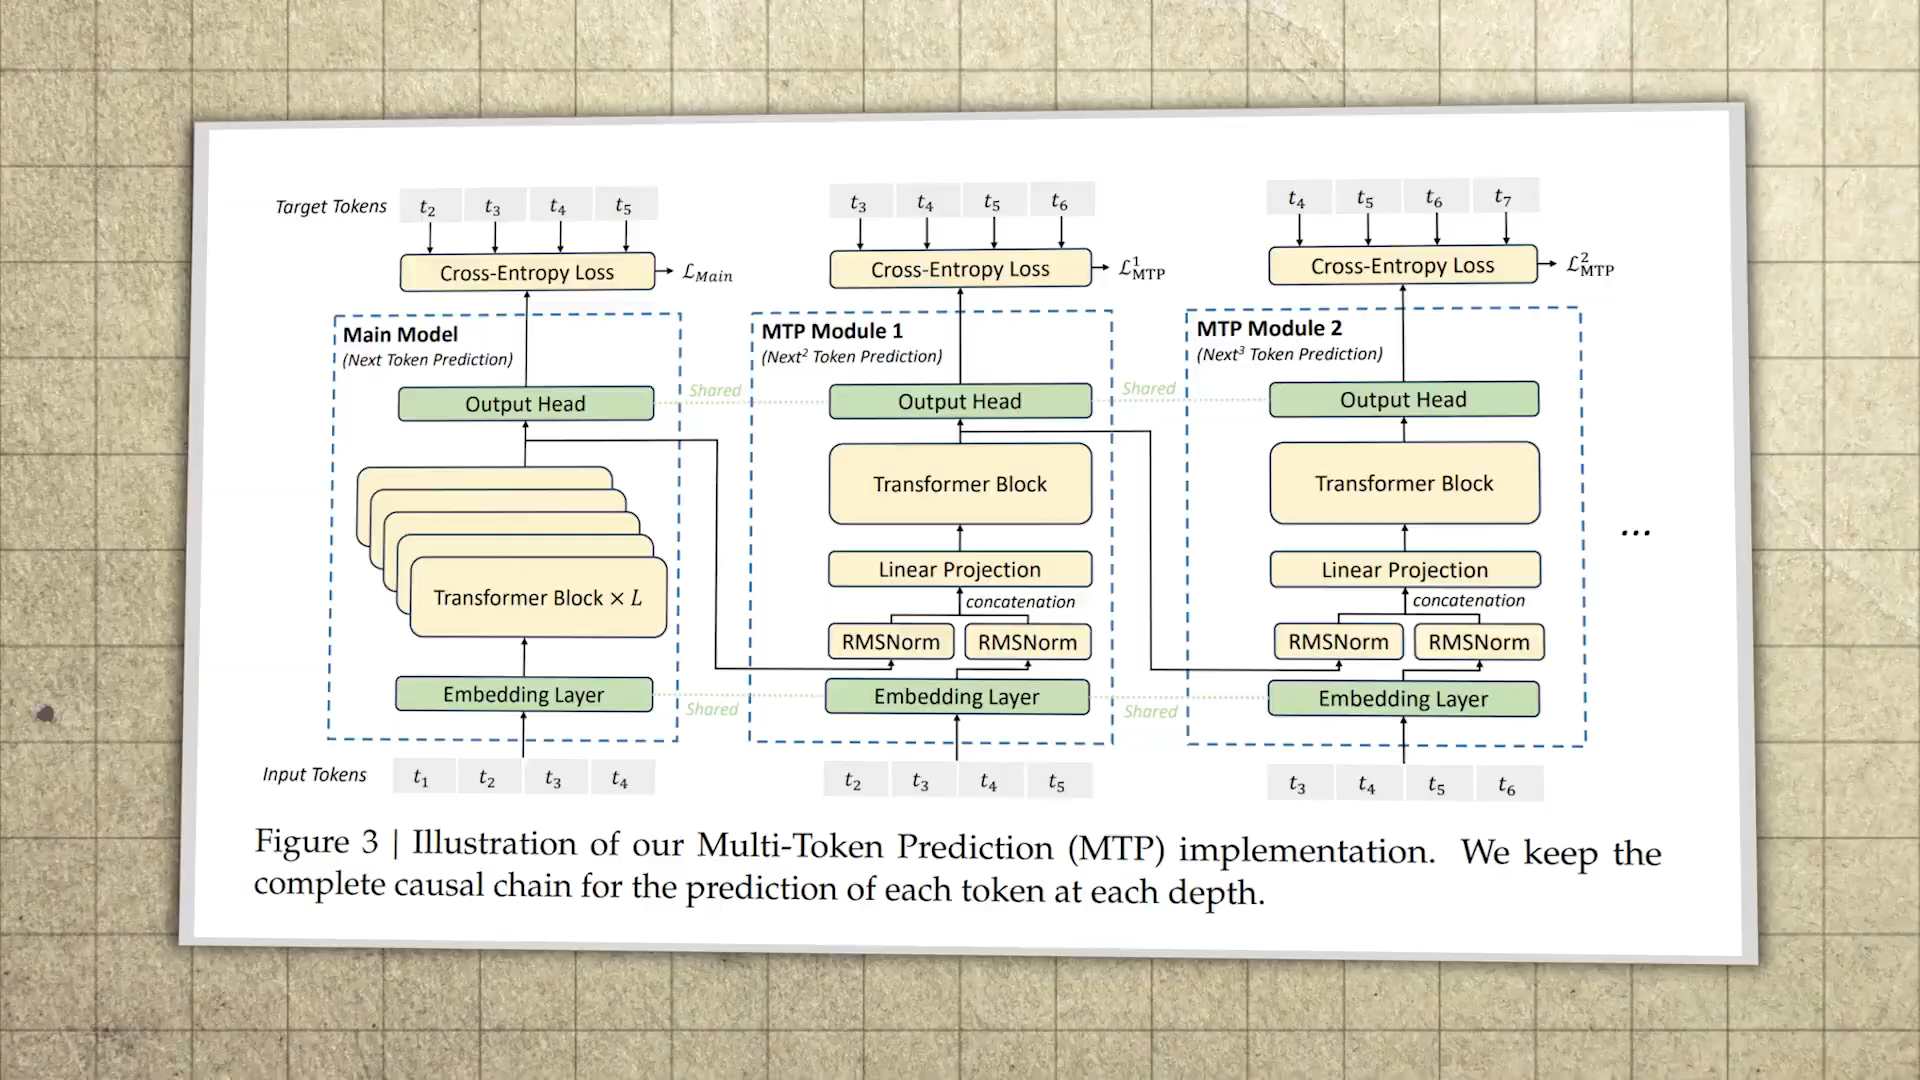 Target Tokens t2 t3 t4 t5
t3 t4 t5 t6
t4 t5 t6 t7
Cross-Entropy Loss ℒMain
Cross-Entropy Loss ℒ¹MTP
Cross-Entropy Loss ℒ²MTP
Main Model
(Next Token Prediction)
Output Head
Transformer Block × L
Embedding Layer
Shared
Shared
MTP Module 1
(Next² Token Prediction)
Output Head
Transformer Block
Linear Projection
concatenation
RMSNorm RMSNorm
Embedding Layer
Shared
Shared
MTP Module 2
(Next³ Token Prediction)
Output Head
Transformer Block
Linear Projection
concatenation
RMSNorm RMSNorm
Embedding Layer
...
Input Tokens t1 t2 t3 t4
t2 t3 t4 t5
t3 t4 t5 t6
Figure 3 | Illustration of our Multi-Token Prediction (MTP) implementation. We keep the
complete causal chain for the prediction of each token at each depth.